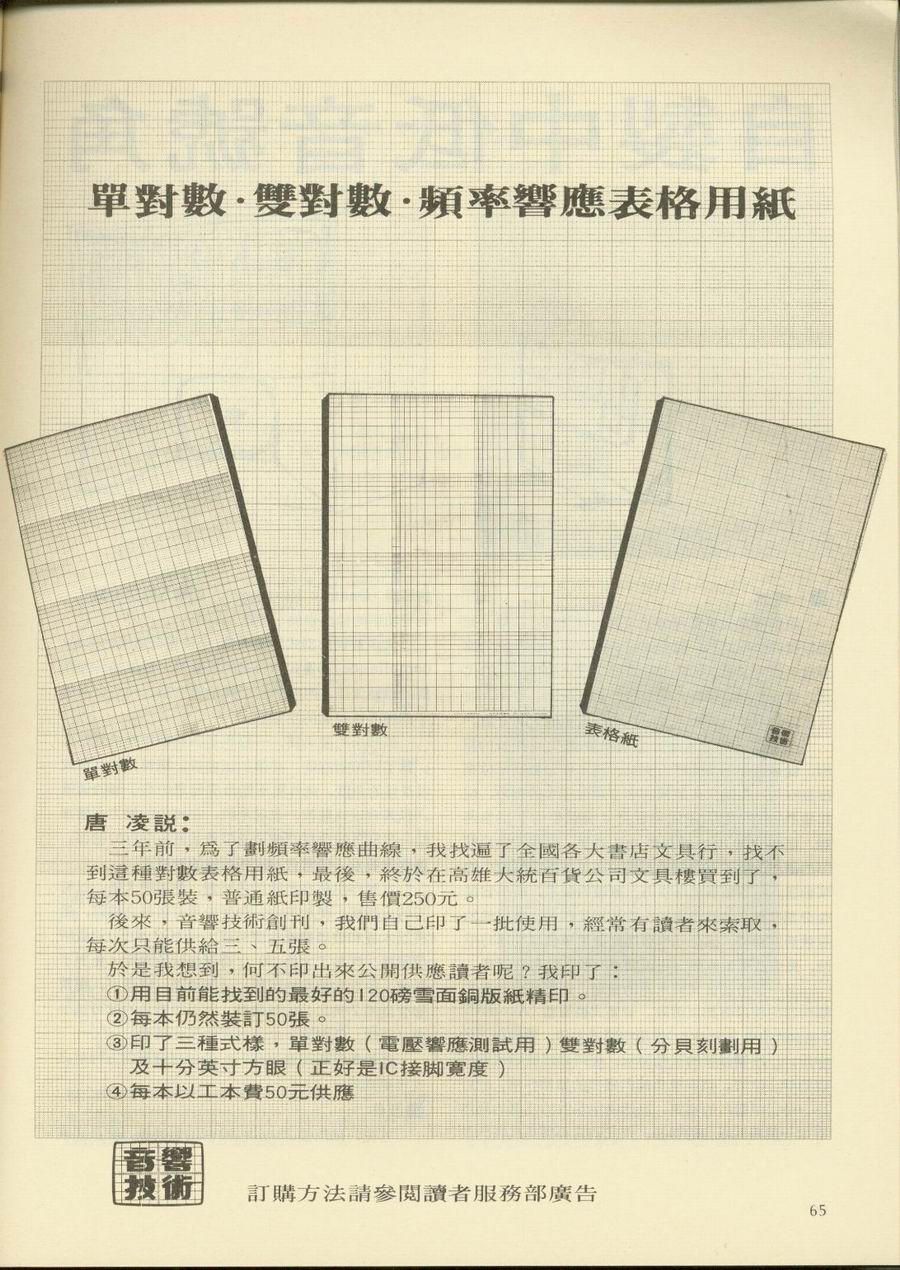 單對數·雙對數·頻率響應表格用紙
單對數
雙對數
表格紙
音響
技術
唐 凌説：
三年前，爲了劃頻率響應曲線，我找遍了全國各大書店文具行，找不
到這種對數表格用紙，最後，終於在高雄大統百貨公司文具樓買到了，
每本50張裝，普通紙印製，售價250元。
後來，音響技術創刊，我們自己印了一批使用，經常有讀者來索取，
每次只能供給三、五張。
於是我想到，何不印出來公開供應讀者呢？我印了：
①用目前能找到的最好的120磅雪面銅版紙精印。
②每本仍然裝訂50張。
③印了三種式樣，單對數（電壓響應測試用）雙對數（分貝刻劃用）
及十分英寸方眼（正好是IC接脚寬度）
④每本以工本費50元供應
音響
技術
訂購方法請參閱讀者服務部廣告
65